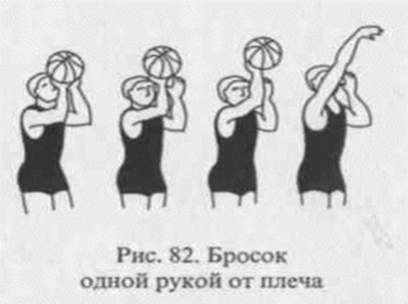 Рис. 82. Бросок
одной рукой от плеча